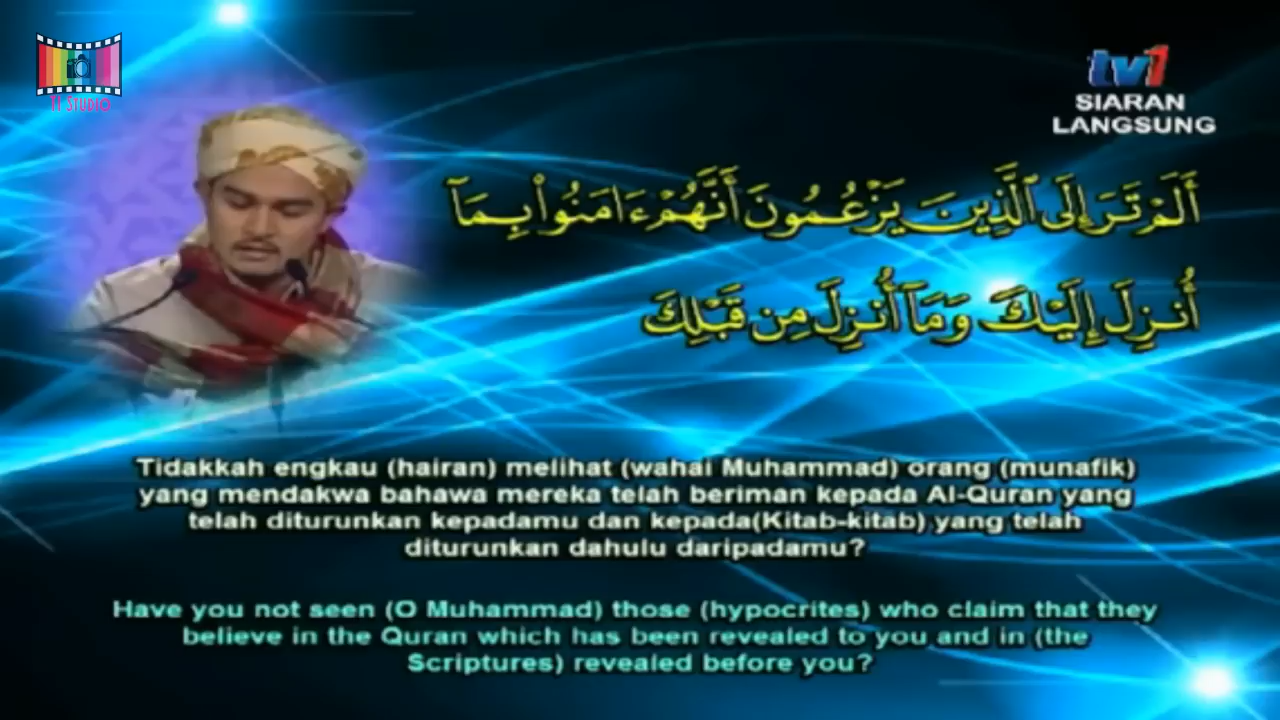 TI STUDIO
tv1
SIARAN
LANGSUNG
أَلَمْ تَرَ إِلَى ٱلَّذِينَ يَزْعُمُونَ أَنَّهُمْ ءَامَنُوا۟ بِمَآ
أُنزِلَ إِلَيْكَ وَمَآ أُنزِلَ مِن قَبْلِكَ
Tidakkah engkau (hairan) melihat (wahai Muhammad) orang (munafik)
yang mendakwa bahawa mereka telah beriman kepada Al-Quran yang
telah diturunkan kepadamu dan kepada(Kitab-kitab) yang telah
diturunkan dahulu daripadamu?
Have you not seen (O Muhammad) those (hypocrites) who claim that they
believe in the Quran which has been revealed to you and in (the
Scriptures) revealed before you?